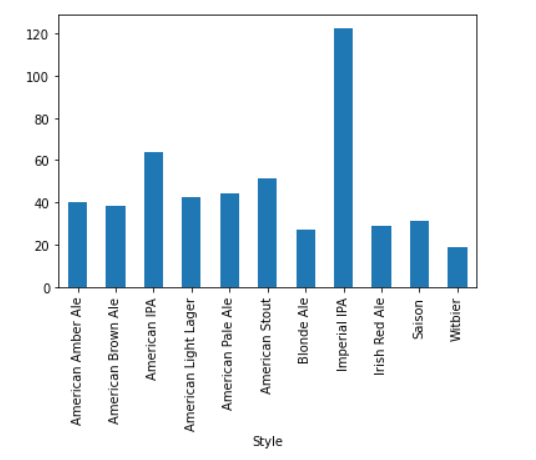 120
100
80
60
40
20
0
American Amber Ale
American Brown Ale
American IPA
American Light Lager
American Pale Ale
American Stout
Blonde Ale
Imperial IPA
Irish Red Ale
Saison
Witbier
Style